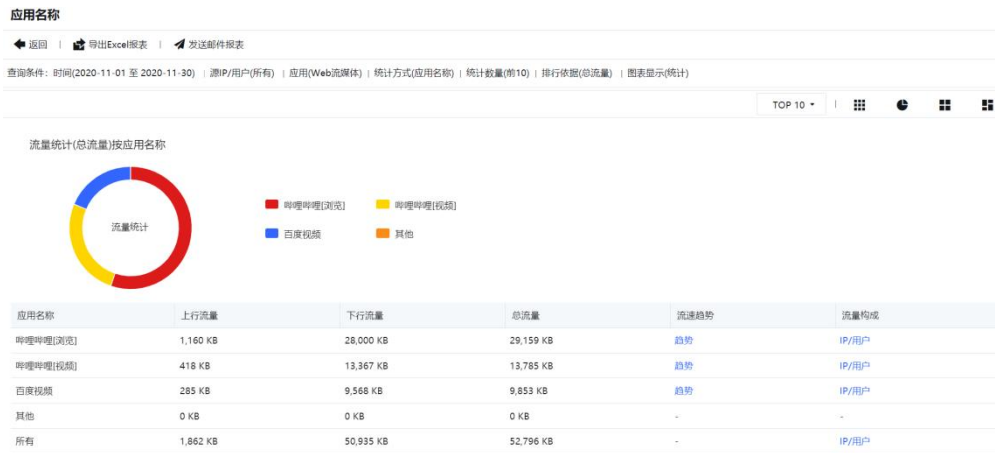 应用名称
返回 | 导出Excel报表 | 发送邮件报表
查询条件: 时间(2020-11-01 至 2020-11-30) | 源IP/用户(所有) | 应用(Web流媒体) | 统计方式(应用名称) | 统计数量(前10) | 排行依据(总流量) | 图表显示(统计)
TOP 10
流量统计(总流量)按应用名称
流量统计
哔哩哔哩[浏览] 哔哩哔哩[视频]
百度视频 其他
应用名称 上行流量 下行流量 总流量 流速趋势 流量构成
哔哩哔哩[浏览] 1,160 KB 28,000 KB 29,159 KB 趋势 IP/用户
哔哩哔哩[视频] 418 KB 13,367 KB 13,785 KB 趋势 IP/用户
百度视频 285 KB 9,568 KB 9,853 KB 趋势 IP/用户
其他 0 KB 0 KB 0 KB - -
所有 1,862 KB 50,935 KB 52,796 KB - IP/用户